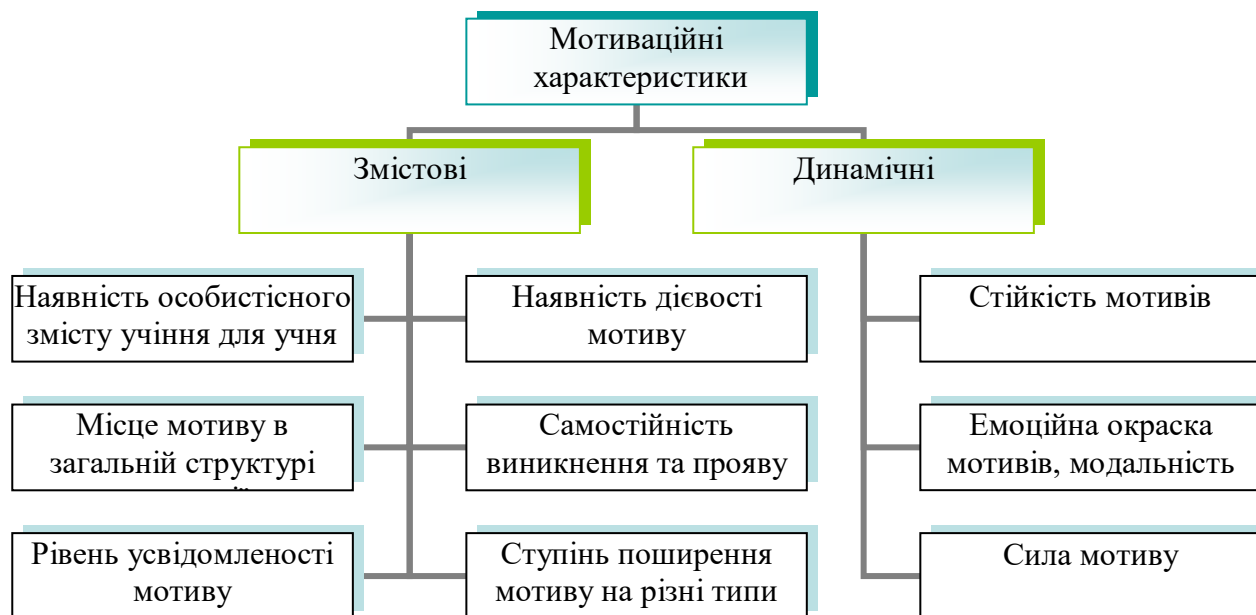 Мотиваційні
характеристики
Змістові
Динамічні
Наявність особистісного
змісту учіння для учня
Наявність дієвості
мотиву
Стійкість мотивів
Місце мотиву в
загальній структурі
Самостійність
виникнення та прояву
Емоційна окраска
мотивів, модальність
Рівень усвідомленості
мотиву
Ступінь поширення
мотиву на різні типи
Сила мотиву